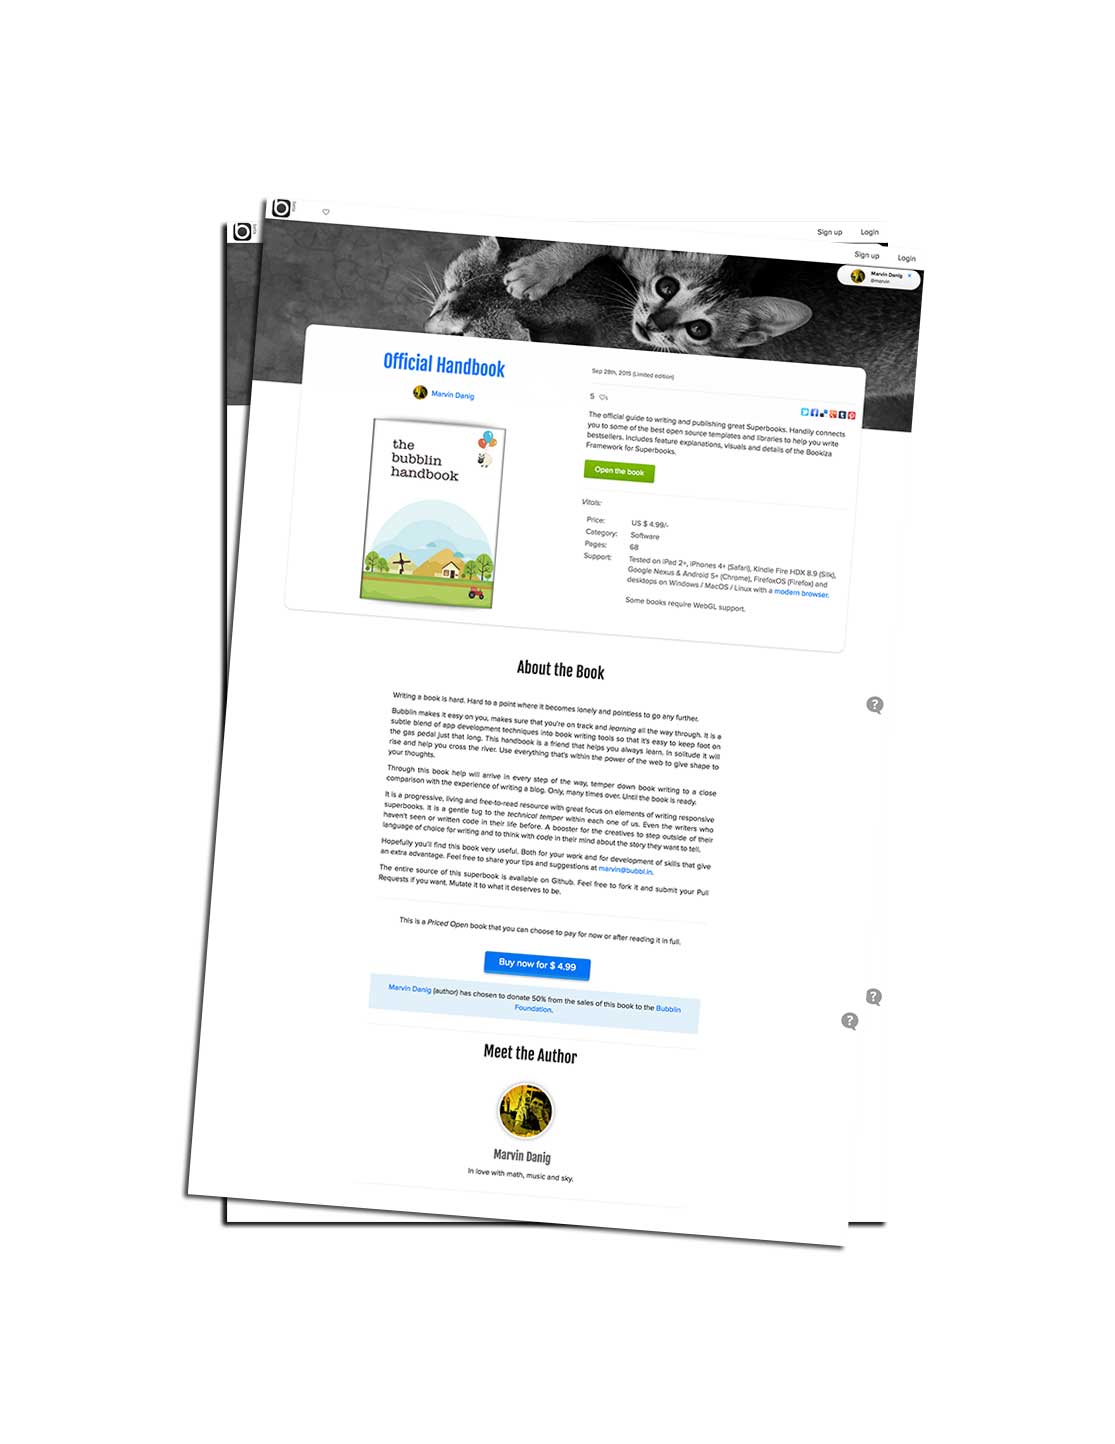 b beta
b beta
Sign up Login
Sign up Login
Marvin Danig
@marvin
Official Handbook
Marvin Danig
the
bubblin
handbook
Sep 28th, 2015 (Limited edition)
5
The official guide to writing and publishing great Superbooks. Handily connects
you to some of the best open source templates and libraries to help you write
bestsellers. Includes feature explanations, visuals and details of the Bookiza
Framework for Superbooks.
Open the book
Vitals:
Price: US $ 4.99/-
Category: Software
Pages: 68
Support: Tested on iPad 2+, iPhones 4+ (Safari), Kindle Fire HDX 8.9 (Silk),
Google Nexus & Android 5+ (Chrome), FirefoxOS (Firefox) and
desktops on Windows / MacOS / Linux with a modern browser.
Some books require WebGL support.
About the Book
Writing a book is hard. Hard to a point where it becomes lonely and pointless to go any further.
Bubblin makes it easy on you, makes sure that you're on track and learning all the way through. It is a
subtle blend of app development techniques into book writing tools so that it's easy to keep foot on
the gas pedal just that long. This handbook is a friend that helps you always learn. In solitude it will
rise and help you cross the river. Use everything that's within the power of the web to give shape to
your thoughts.
Through this book help will arrive in every step of the way, temper down book writing to a close
comparison with the experience of writing a blog. Only, many times over. Until the book is ready.
It is a progressive, living and free-to-read resource with great focus on elements of writing responsive
superbooks. It is a gentle tug to the technical temper within each one of us. Even the writers who
haven't seen or written code in their life before. A booster for the creatives to step outside of their
language of choice for writing and to think with code in their mind about the story they want to tell.
Hopefully you'll find this book very useful. Both for your work and for development of skills that give
an extra advantage. Feel free to share your tips and suggestions at marvin@bubbl.in.
The entire source of this superbook is available on Github. Feel free to fork it and submit your Pull
Requests if you want. Mutate it to what it deserves to be.
This is a Priced Open book that you can choose to pay for now or after reading it in full.
Buy now for $ 4.99
Marvin Danig (author) has chosen to donate 50% from the sales of this book to the Bubblin
Foundation.
Meet the Author
Marvin Danig
In love with math, music and sky.
?
?
?